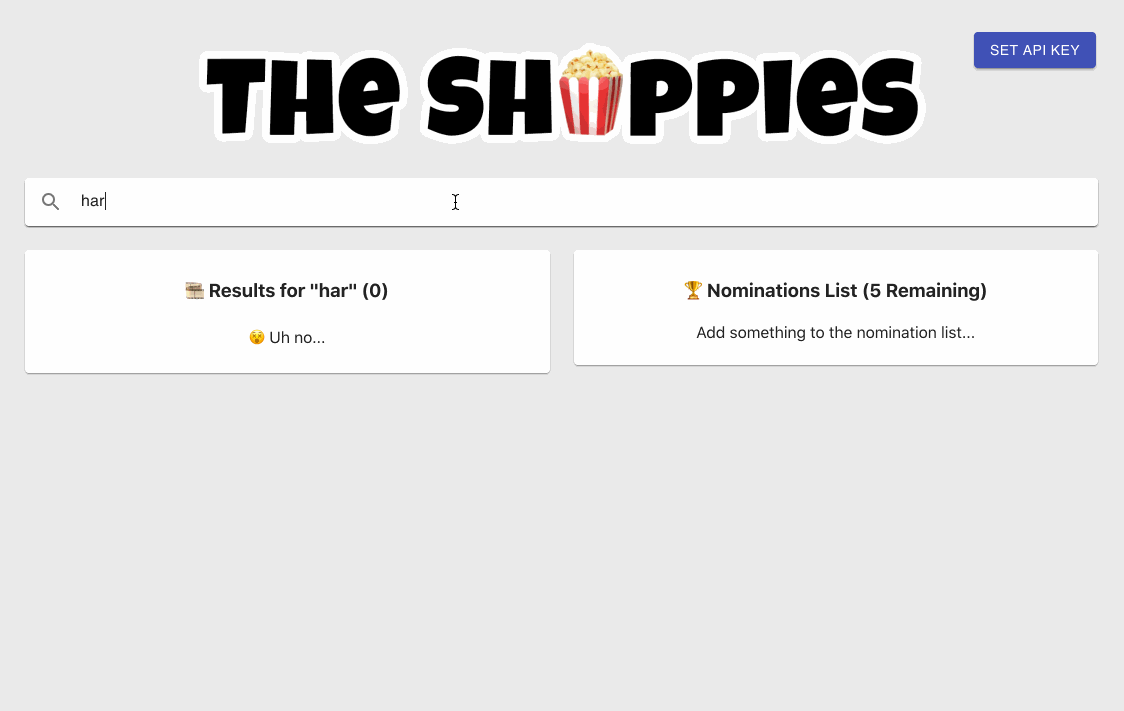 SET API KEY
THE SHOPPIES
har
Results for "har" (0)
😵 Uh no...
🏆 Nominations List (5 Remaining)
Add something to the nomination list...